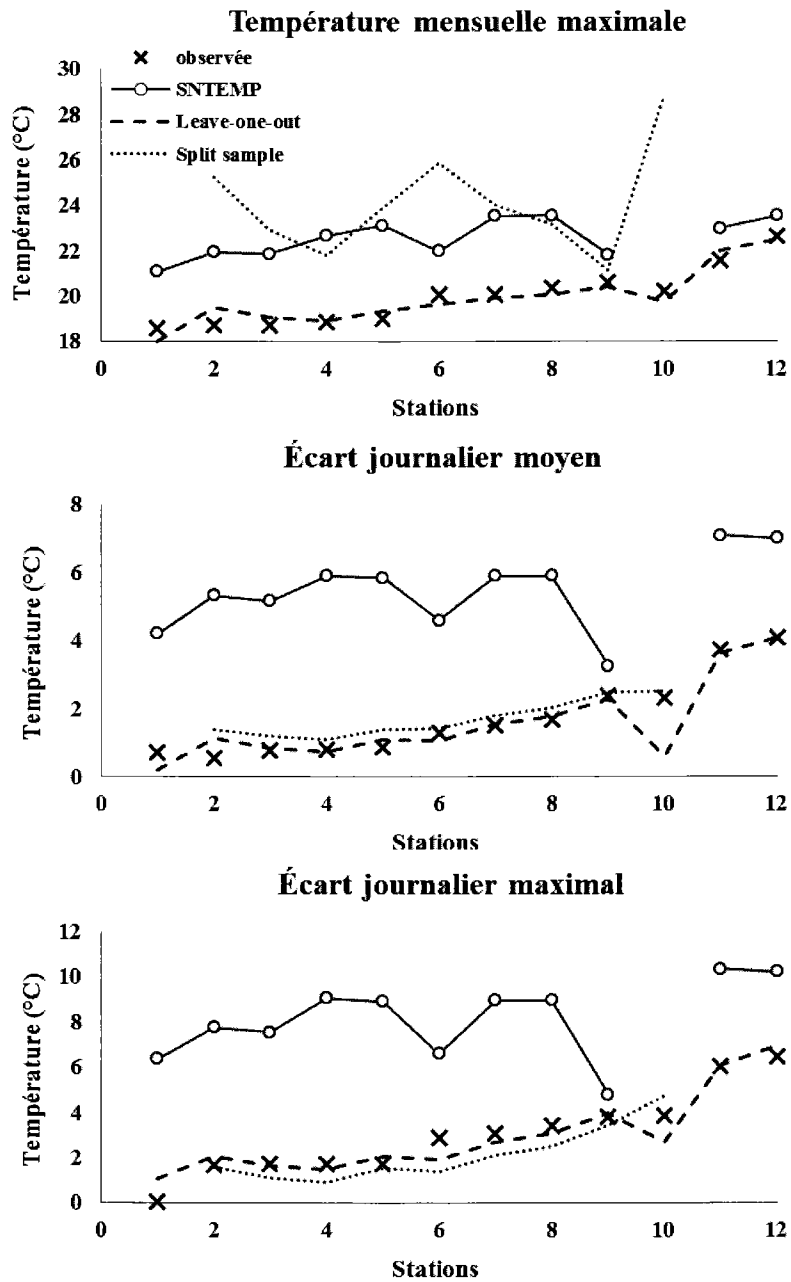 Température mensuelle maximale
observée
SNTEMP
Leave-one-out
Split sample
30
28
26
24
22
20
18
Température (°C)
0 2 4 6 8 10 12
Stations
Écart journalier moyen
8
6
4
2
0
Température (°C)
0 2 4 6 8 10 12
Stations
Écart journalier maximal
12
10
8
6
4
2
0
Température (°C)
0 2 4 6 8 10 12
Stations